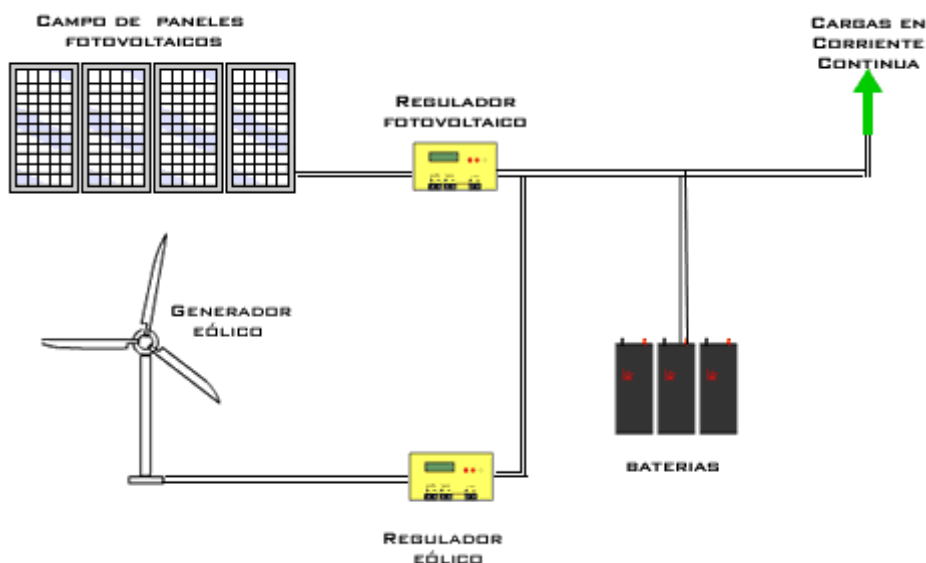 CAMPO DE PANELES
FOTOVOLTAICOS
CARGAS EN
CORRIENTE
CONTINUA
REGULADOR
FOTOVOLTAICO
GENERADOR
EÓLICO
BATERIAS
REGULADOR
EÓLICO